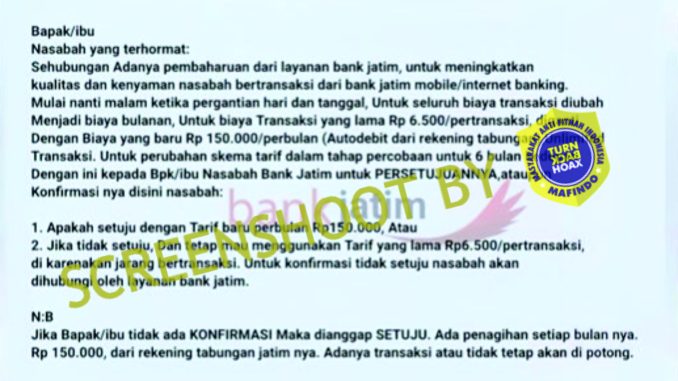 Bapak/ibu
Nasabah yang terhormat:
Sehubungan Adanya pembaharuan dari layanan bank jatim, untuk meningkatkan
kualitas dan kenyaman nasabah bertransaksi dari bank jatim mobile/internet banking.
Mulai nanti malam ketika pergantian hari dan tanggal, Untuk seluruh biaya transaksi diubah
Menjadi biaya bulanan, Untuk biaya Transaksi yang lama Rp 6.500/pertransaksi,
Dengan Biaya yang baru Rp 150.000/perbulan (Autodebit dari rekening
Transaksi. Untuk perubahan skema tarif dalam tahap percobaan untuk 6 bulan
Dengan ini kepada Bpk/ibu Nasabah Bank Jatim untuk PERSETUJUANNYA,
Konfirmasi nya disini nasabah:
bank jatim
1. Apakah setuju dengan Tarif baru perbulan Rp150.000, Atau
2. Jika tidak setuju, Dan tetap mau menggunakan Tarif yang lama Rp6.500/pertransaksi,
di karenakan jarang bertransaksi. Untuk konfirmasi tidak setuju nasabah akan
dihubungi oleh layanan bank jatim.
N:B
Jika Bapak/ibu tidak ada KONFIRMASI Maka dianggap SETUJU. Ada penagihan setiap bulan nya.
Rp 150.000, dari rekening tabungan jatim nya. Adanya transaksi atau tidak tetap akan di potong.
SCREENSHOOT BY
MASYARAKAT ANTI FITNAH INDONESIA
TURN
BACK
HOAX
MAFINDO